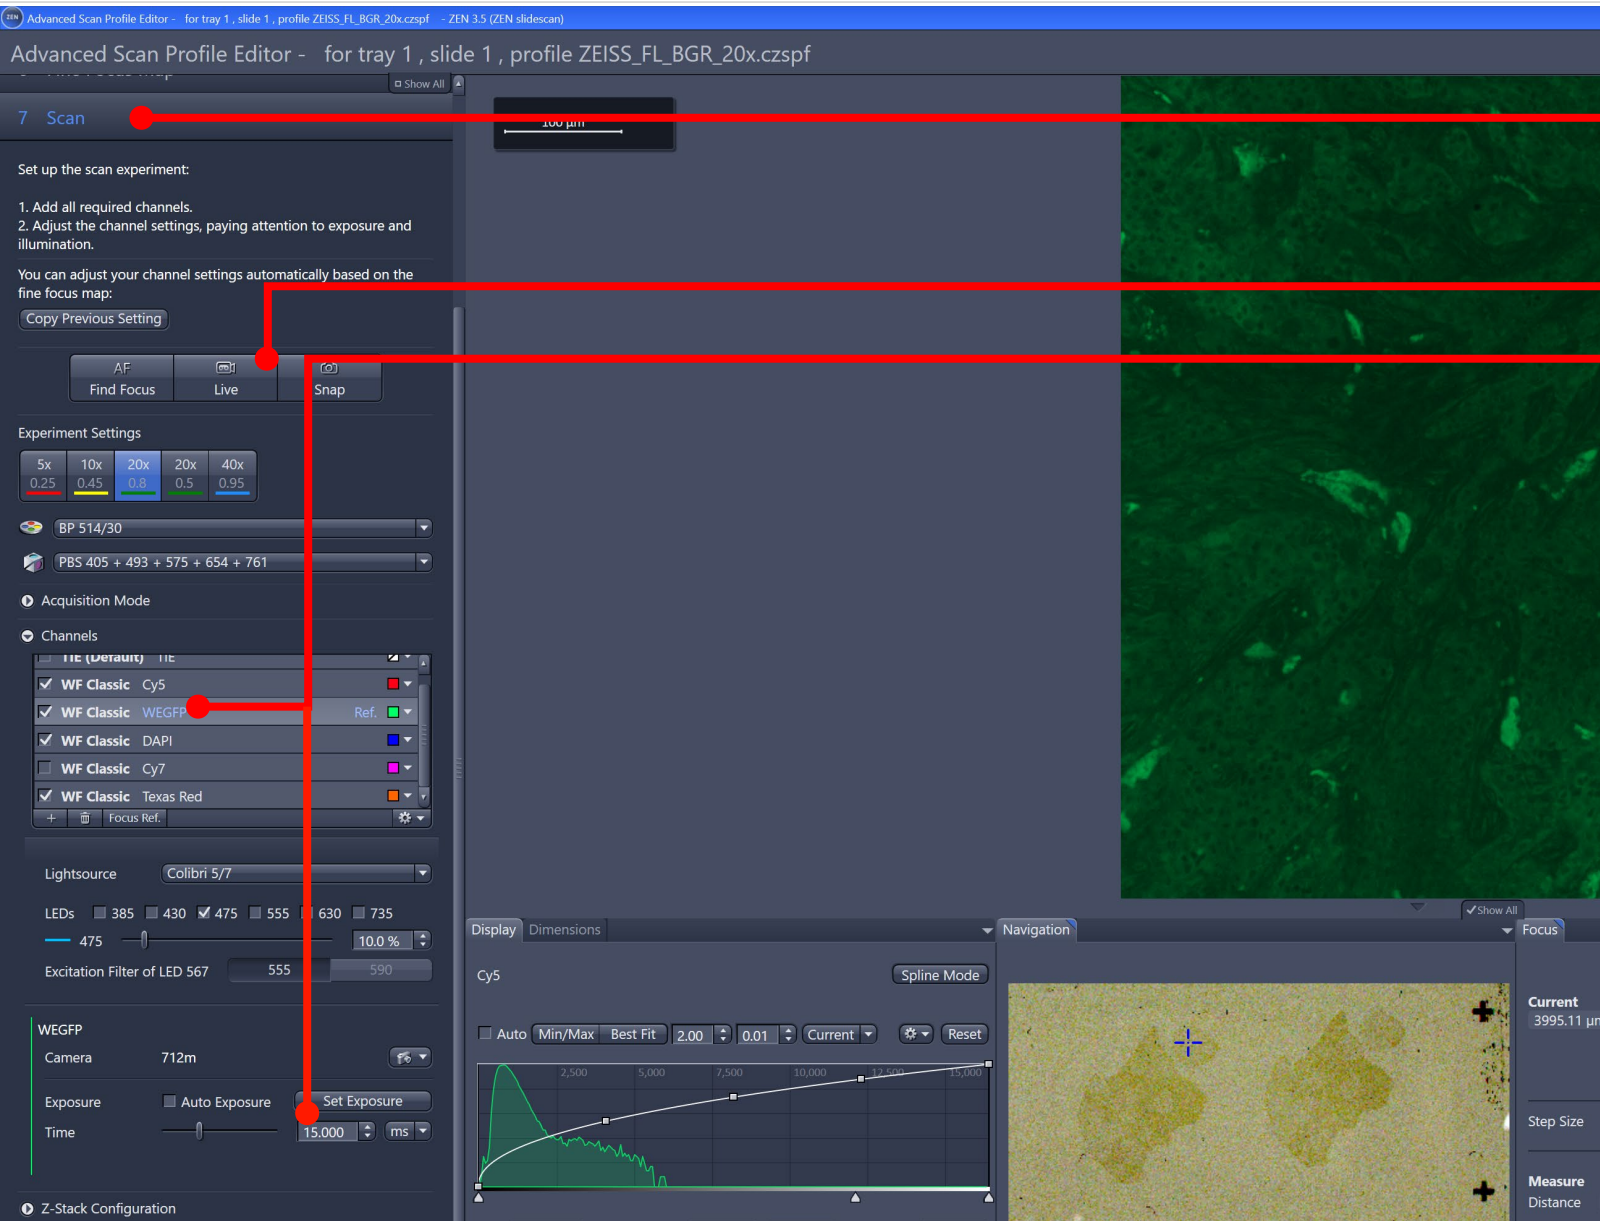 ZEN Advanced Scan Profile Editor - for tray 1 , slide 1 , profile ZEISS_FL_BGR_20x.czspf - ZEN 3.5 (ZEN slidescan)
Advanced Scan Profile Editor - for tray 1 , slide 1 , profile ZEISS_FL_BGR_20x.czspf
Show All
7 Scan
Set up the scan experiment:
1. Add all required channels.
2. Adjust the channel settings, paying attention to exposure and
illumination.
You can adjust your channel settings automatically based on the
fine focus map:
Copy Previous Setting
AF
Find Focus
Live
Snap
Experiment Settings
5x 10x 20x 20x 40x
0.25 0.45 0.8 0.5 0.95
BP 514/30
PBS 405 + 493 + 575 + 654 + 761
Acquisition Mode
Channels
TIE (Default) TIE
WF Classic Cy5
WF Classic WEGFP Ref.
WF Classic DAPI
WF Classic Cy7
WF Classic Texas Red
+ Focus Ref.
Lightsource Colibri 5/7
LEDs 385 430 475 555 630 735
475 10.0 %
Excitation Filter of LED 567 555 590
WEGFP
Camera 712m
Exposure Auto Exposure Set Exposure
Time 15.000 ms
Z-Stack Configuration
100 µm
Show All
Display Dimensions
Cy5 Spline Mode
Auto Min/Max Best Fit 2.00 0.01 Current Reset
2,500 5,000 7,500 10,000 12,500 15,000
Navigation
Focus
Current
3995.11 µm
Step Size
Measure
Distance